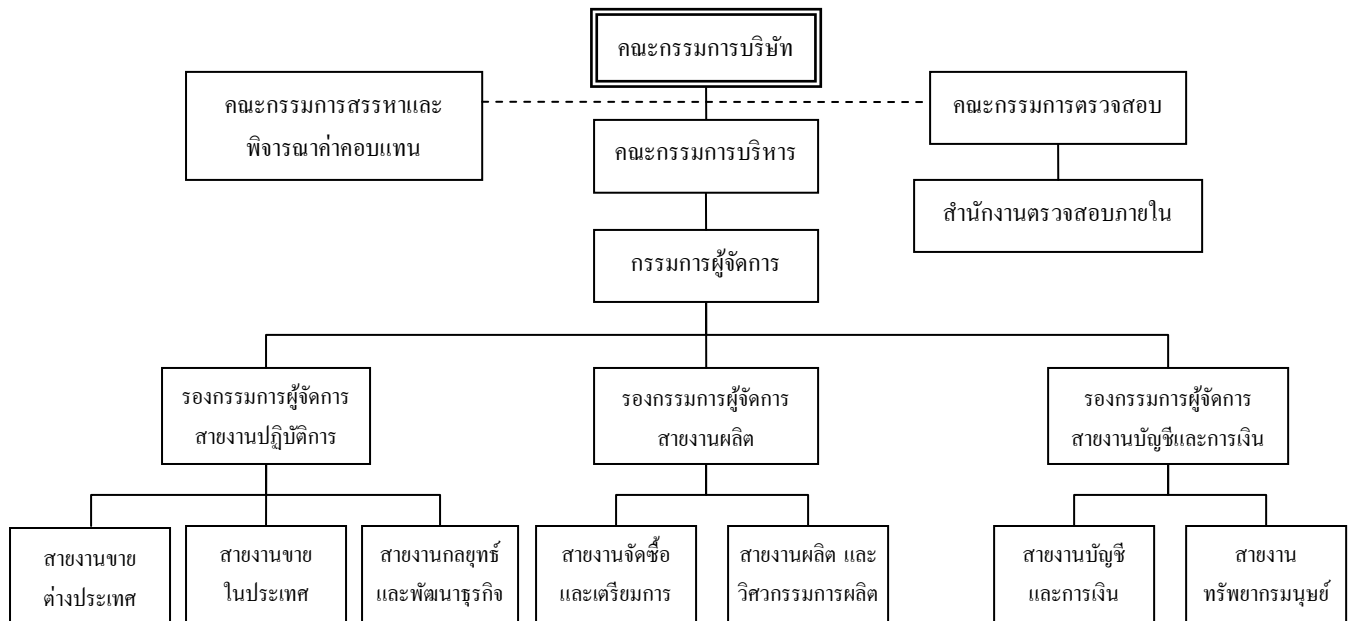 คณะกรรมการบริษัท
คณะกรรมการสรรหาและ
พิจารณาค่าคอบแทน
คณะกรรมการตรวจสอบ
คณะกรรมการบริหาร
สำนักงานตรวจสอบภายใน
กรรมการผู้จัดการ
รองกรรมการผู้จัดการ
สายงานปฏิบัติการ
รองกรรมการผู้จัดการ
สายงานผลิต
รองกรรมการผู้จัดการ
สายงานบัญชีและการเงิน
สายงานขาย
ต่างประเทศ
สายงานขาย
ในประเทศ
สายงานกลยุทธ์
และพัฒนาธุรกิจ
สายงานจัดซื้อ
และเตรียมการ
สายงานผลิต และ
วิศวกรรมการผลิต
สายงานบัญชี
และการเงิน
สายงาน
ทรัพยากรมนุษย์